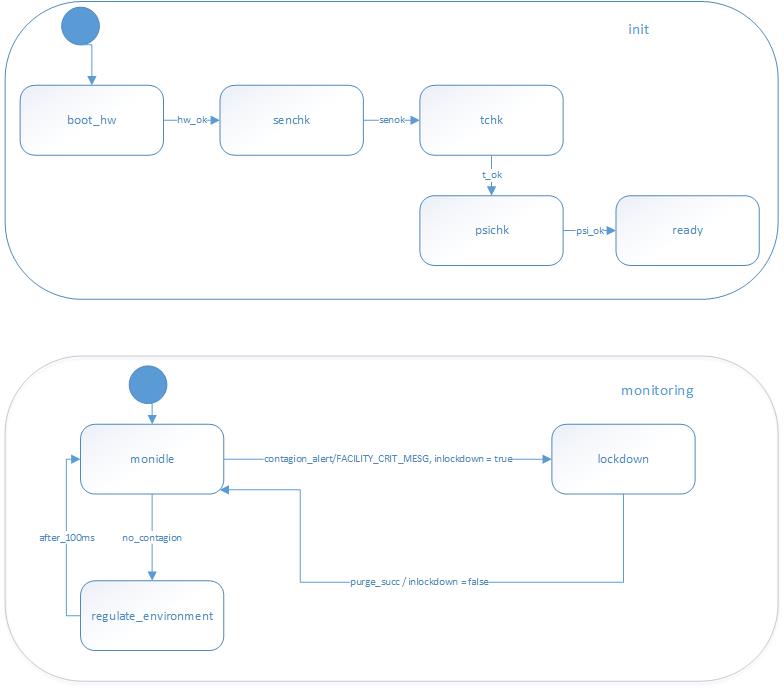 init
boot_hw
hw_ok
senchk
senok
tchk
t_ok
psichk
psi_ok
ready
monitoring
monidle
contagion_alert/FACILITY_CRIT_MESG, inlockdown = true
lockdown
after_100ms
no_contagion
purge_succ / inlockdown = false
regulate_environment